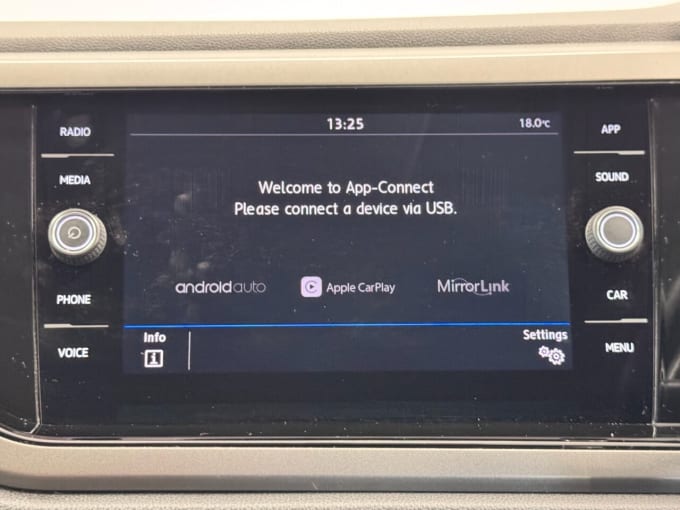 RADIO
MEDIA
PHONE
VOICE
13:25
18.0°C
Welcome to App-Connect
Please connect a device via USB.
androidauto
Apple CarPlay
MirrorLink
Info
i
Settings
APP
SOUND
CAR
MENU